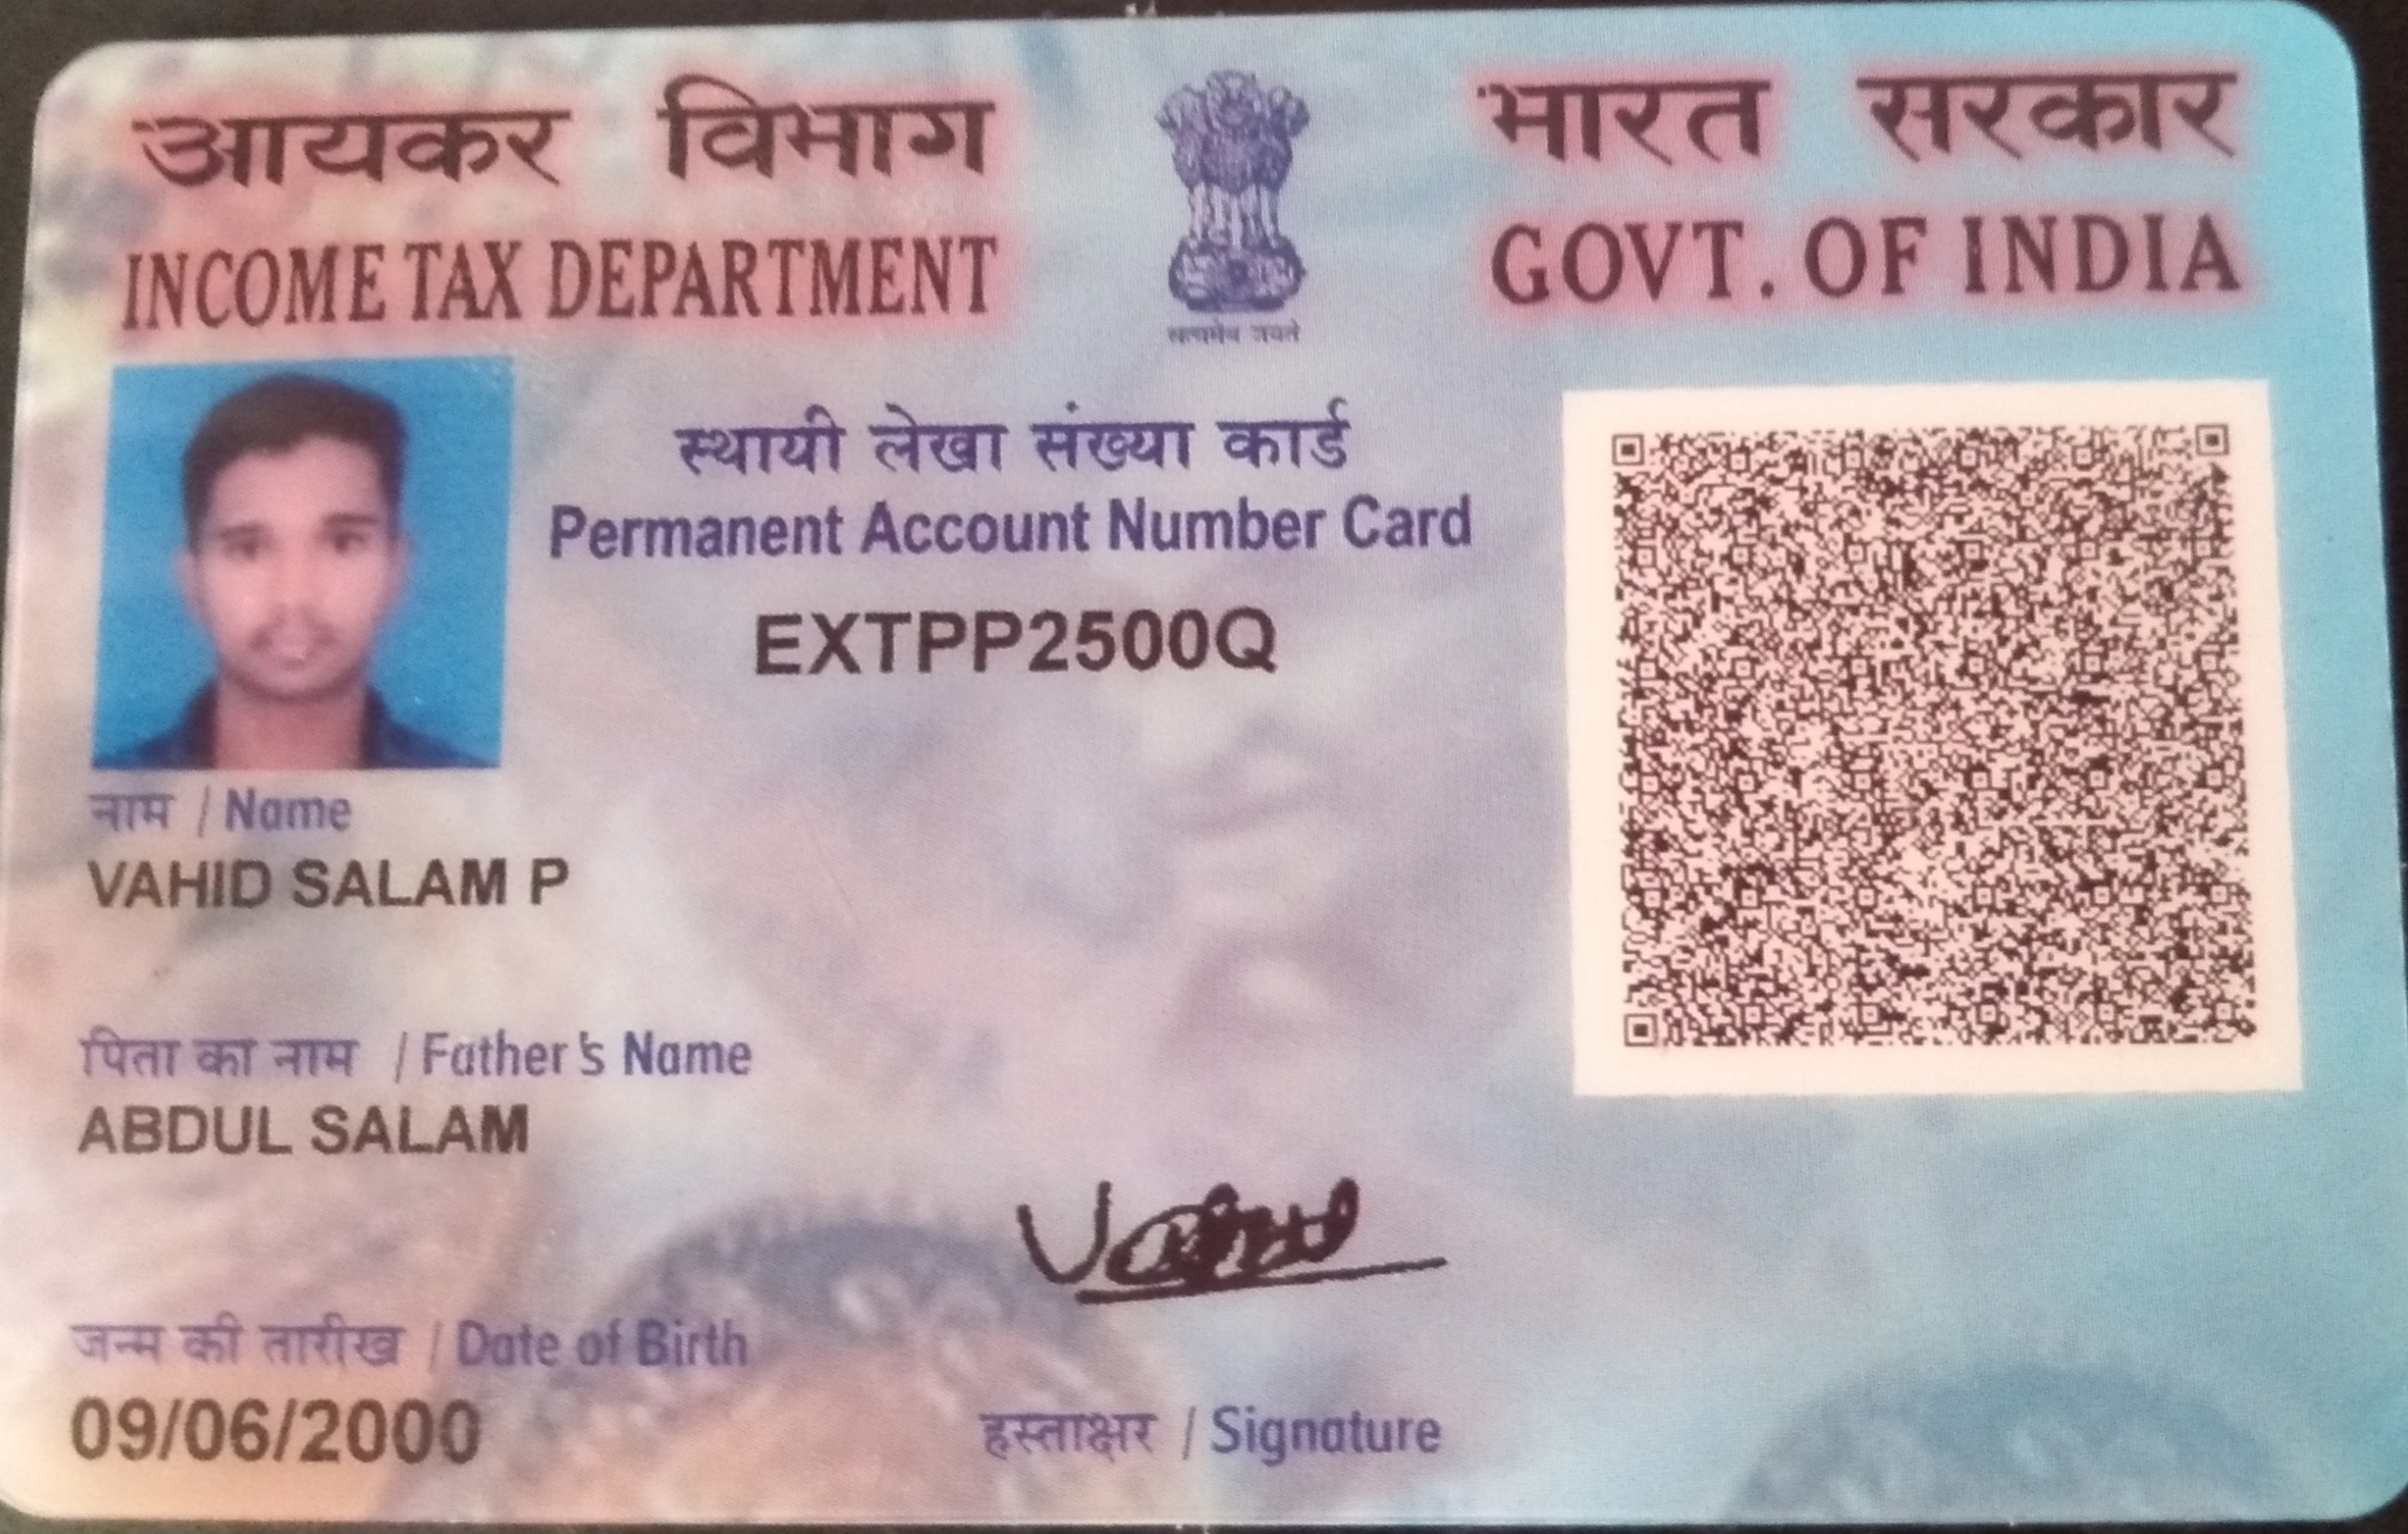 आयकर विभाग
INCOME TAX DEPARTMENT
सत्यमेव जयते
भारत सरकार
GOVT. OF INDIA
स्थायी लेखा संख्या कार्ड
Permanent Account Number Card
EXTPP2500Q
नाम / Name
VAHID SALAM P
पिता का नाम / Father's Name
ABDUL SALAM
जन्म की तारीख / Date of Birth
09/06/2000
हस्ताक्षर / Signature